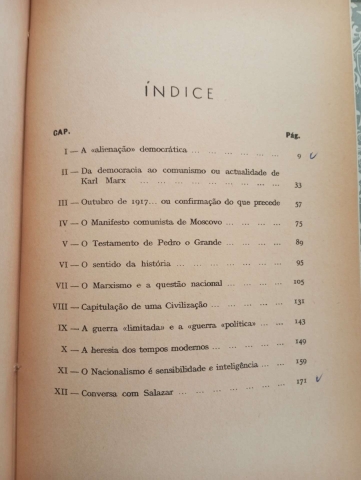 ÍNDICE
CAP. Pág.
I — A «alienação» democrática ... ... ... ... ... ... 9
II — Da democracia ao comunismo ou actualidade de
Karl Marx ... ... ... ... ... ... ... ... ... 33
III — Outubro de 1917... ou confirmação do que precede 57
IV — O Manifesto comunista de Moscovo ... ... ... 75
V — O Testamento de Pedro o Grande ... ... ... ... 89
VI — O sentido da história ... ... ... ... ... ... ... 95
VII — O Marxismo e a questão nacional ... ... ... ... 105
VIII — Capitulação de uma Civilização ... ... ... ... 131
IX — A guerra «limitada» e a «guerra «política» ... ... 143
X — A heresia dos tempos modernos ... ... ... ... 149
XI — O Nacionalismo é sensibilidade e inteligência ... 159
XII — Conversa com Salazar ... ... ... ... ... ... ... 171